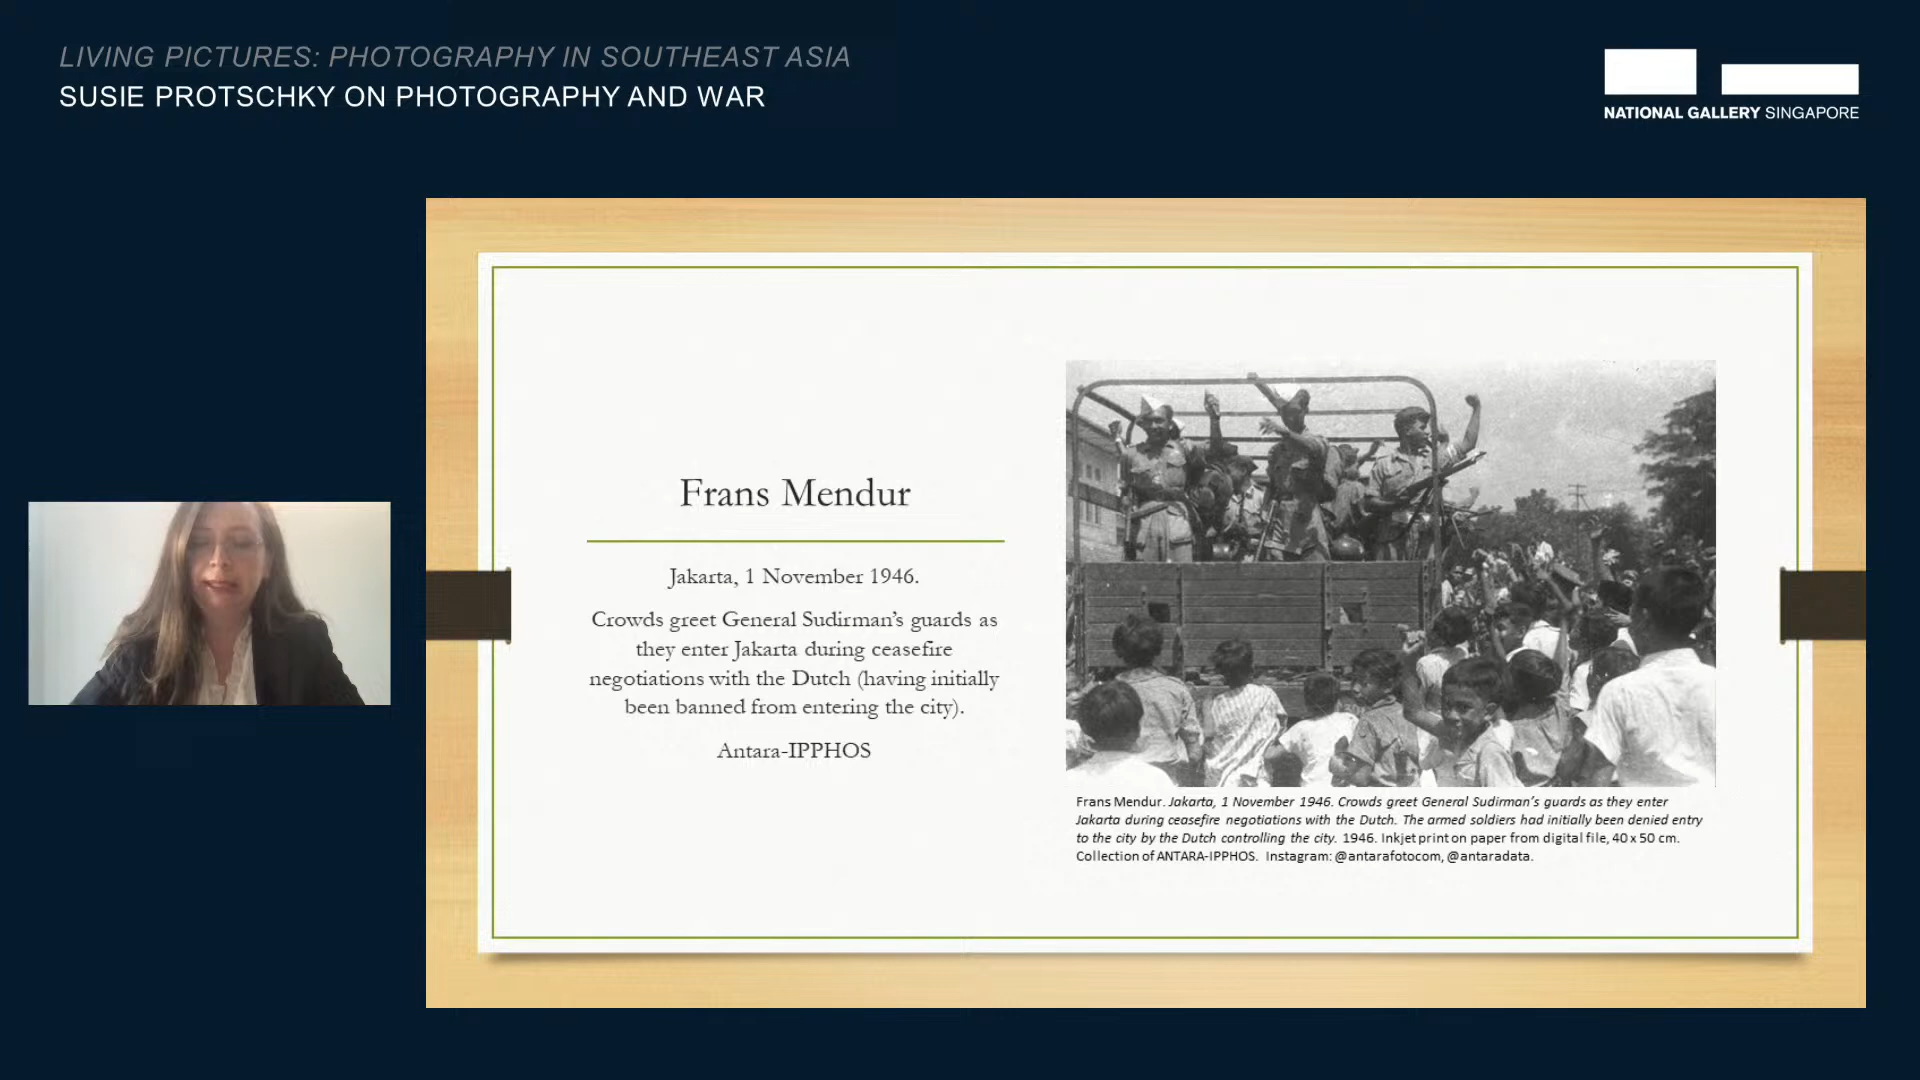 LIVING PICTURES: PHOTOGRAPHY IN SOUTHEAST ASIA
SUSIE PROTSCHKY ON PHOTOGRAPHY AND WAR
NATIONAL GALLERY SINGAPORE
Frans Mendur
Jakarta, 1 November 1946.
Crowds greet General Sudirman's guards as
they enter Jakarta during ceasefire
negotiations with the Dutch (having initially
been banned from entering the city).
Antara-IPPHOS
Frans Mendur. Jakarta, 1 November 1946. Crowds greet General Sudirman's guards as they enter
Jakarta during ceasefire negotiations with the Dutch. The armed soldiers had initially been denied entry
to the city by the Dutch controlling the city. 1946. Inkjet print on paper from digital file, 40 x 50 cm.
Collection of ANTARA-IPPHOS. Instagram: @antarafotocom, @antaradata.